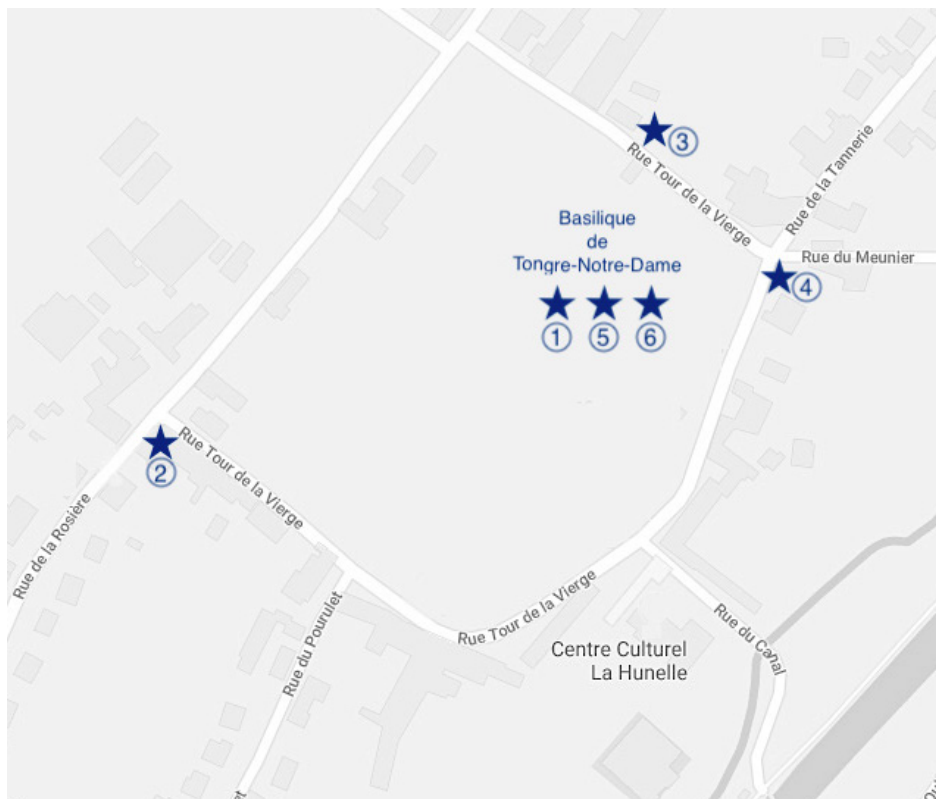 ③
Rue Tour de la Vierge
Rue de la Tannerie
Basilique
de
Tongre-Notre-Dame
Rue du Meunier
④
① ⑤ ⑥
Rue Tour de la Vierge
②
Rue de la Rosière
Rue Tour de la Vierge
Rue du Pourulet
Rue du Canal
Centre Culturel
La Hunelle